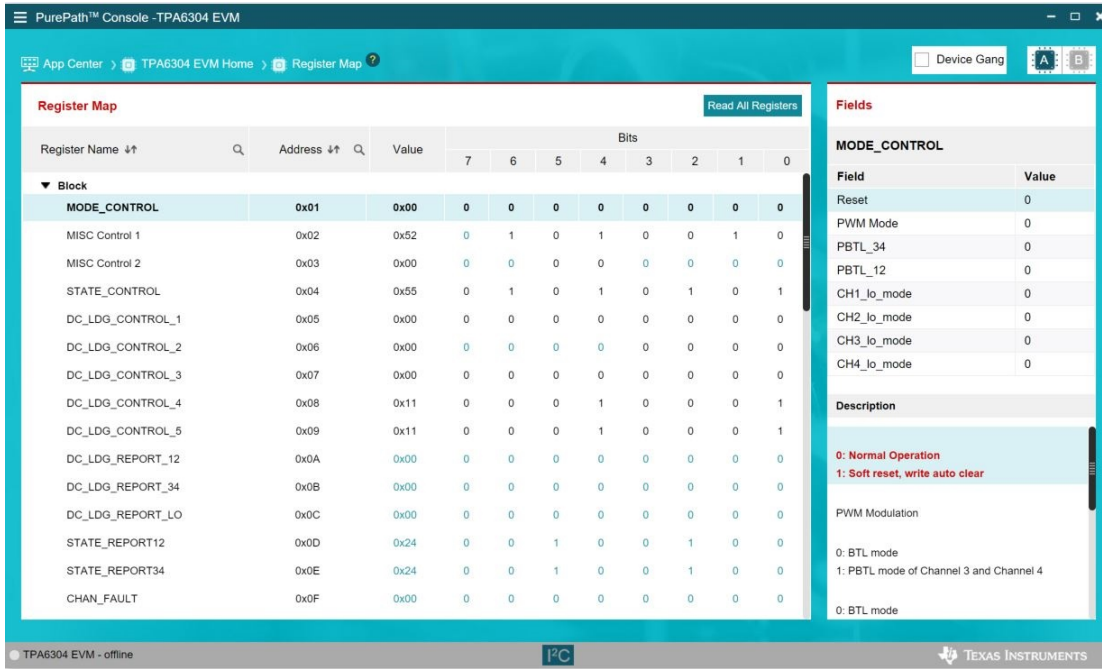 PurePath™ Console -TPA6304 EVM
App Center > TPA6304 EVM Home > Register Map ?
Device Gang A B
Register Map
Read All Registers
Register Name Address Value Bits
7 6 5 4 3 2 1 0
Block
MODE_CONTROL 0x01 0x00 0 0 0 0 0 0 0 0
MISC Control 1 0x02 0x52 0 1 0 1 0 0 1 0
MISC Control 2 0x03 0x00 0 0 0 0 0 0 0 0
STATE_CONTROL 0x04 0x55 0 1 0 1 0 1 0 1
DC_LDG_CONTROL_1 0x05 0x00 0 0 0 0 0 0 0 0
DC_LDG_CONTROL_2 0x06 0x00 0 0 0 0 0 0 0 0
DC_LDG_CONTROL_3 0x07 0x00 0 0 0 0 0 0 0 0
DC_LDG_CONTROL_4 0x08 0x11 0 0 0 1 0 0 0 1
DC_LDG_CONTROL_5 0x09 0x11 0 0 0 1 0 0 0 1
DC_LDG_REPORT_12 0x0A 0x00 0 0 0 0 0 0 0 0
DC_LDG_REPORT_34 0x0B 0x00 0 0 0 0 0 0 0 0
DC_LDG_REPORT_LO 0x0C 0x00 0 0 0 0 0 0 0 0
STATE_REPORT12 0x0D 0x24 0 0 1 0 0 1 0 0
STATE_REPORT34 0x0E 0x24 0 0 1 0 0 1 0 0
CHAN_FAULT 0x0F 0x00 0 0 0 0 0 0 0 0
Fields
MODE_CONTROL
Field Value
Reset 0
PWM Mode 0
PBTL_34 0
PBTL_12 0
CH1_lo_mode 0
CH2_lo_mode 0
CH3_lo_mode 0
CH4_lo_mode 0
Description
0: Normal Operation
1: Soft reset, write auto clear
PWM Modulation
0: BTL mode
1: PBTL mode of Channel 3 and Channel 4
0: BTL mode
TPA6304 EVM - offline
I²C
TEXAS INSTRUMENTS